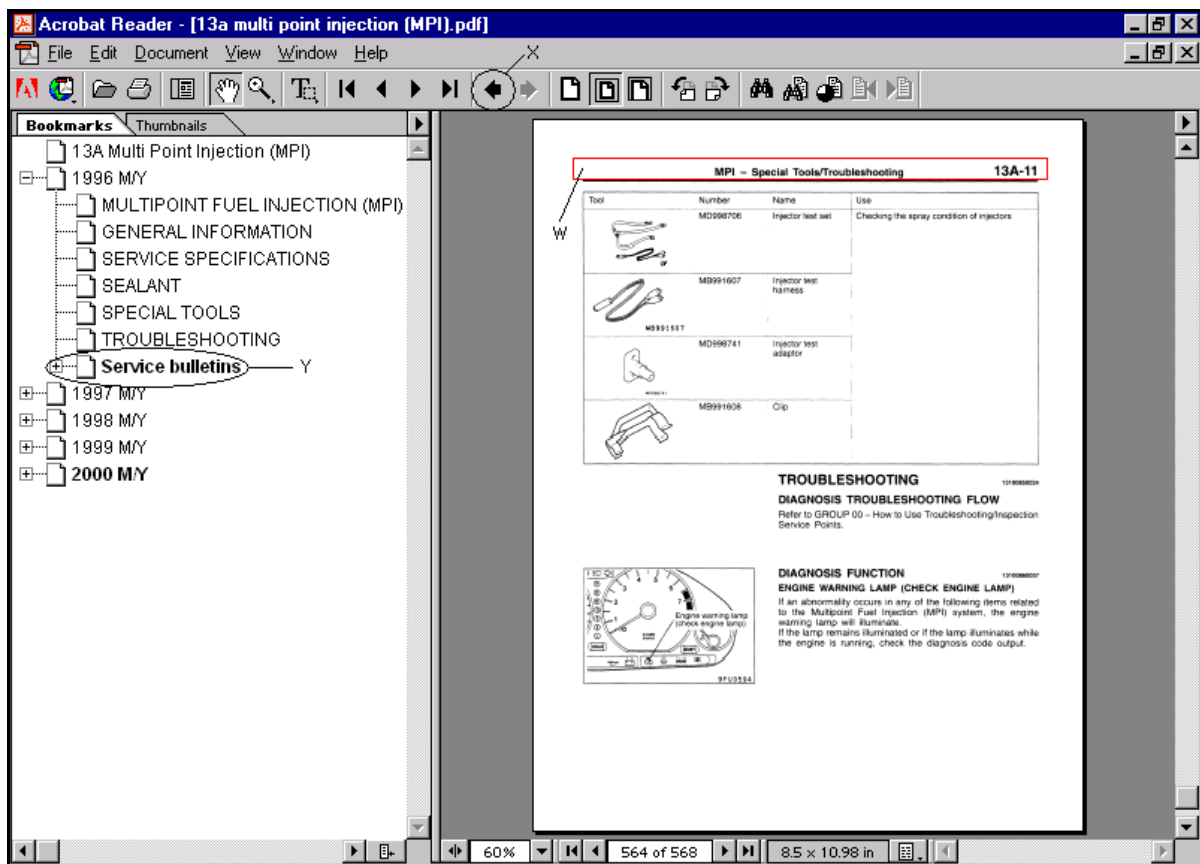 Acrobat Reader - [13a multi point injection (MPI).pdf]
File Edit Document View Window Help
X
Bookmarks Thumbnails
13A Multi Point Injection (MPI)
1996 M/Y
MULTIPOINT FUEL INJECTION (MPI)
GENERAL INFORMATION
SERVICE SPECIFICATIONS
SEALANT
SPECIAL TOOLS
TROUBLESHOOTING
Service bulletins
Y
1997 M/Y
1998 M/Y
1999 M/Y
2000 M/Y
MPI – Special Tools/Troubleshooting 13A-11
W
Tool Number Name Use
MD998706 Injector test set Checking the spray condition of injectors
MB991607 Injector test
harness
MB991607
MD998741 Injector test
adaptor
MB991608 Clip
TROUBLESHOOTING
DIAGNOSIS TROUBLESHOOTING FLOW
Refer to GROUP 00 – How to Use Troubleshooting/Inspection
Service Points.
DIAGNOSIS FUNCTION
ENGINE WARNING LAMP (CHECK ENGINE LAMP)
If an abnormality occurs in any of the following items related
to the Multipoint Fuel Injection (MPI) system, the engine
warning lamp will illuminate.
If the lamp remains illuminated or if the lamp illuminates while
the engine is running, check the diagnosis code output.
Engine warning lamp
(check engine lamp)
9FU0594
60% 564 of 568 8.5 x 10.98 in